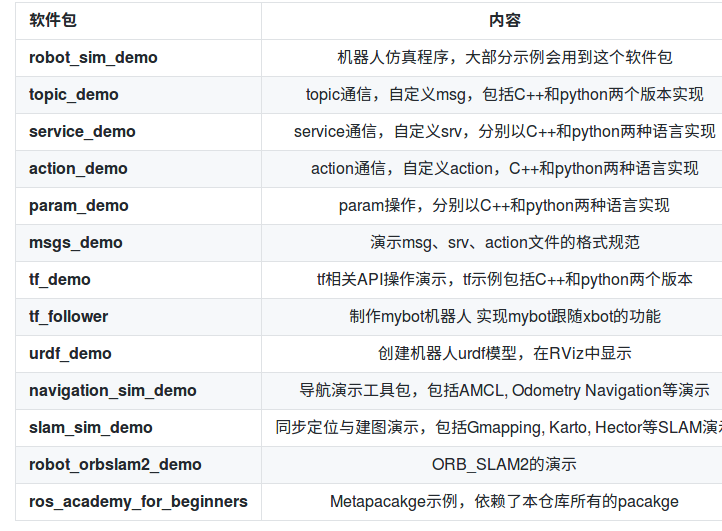 软件包 内容
robot_sim_demo 机器人仿真程序，大部分示例会用到这个软件包
topic_demo topic通信，自定义msg，包括C++和python两个版本实现
service_demo service通信，自定义srv，分别以C++和python两种语言实现
action_demo action通信，自定义action，C++和python两种语言实现
param_demo param操作，分别以C++和python两种语言实现
msgs_demo 演示msg、srv、action文件的格式规范
tf_demo tf相关API操作演示，tf示例包括C++和python两个版本
tf_follower 制作mybot机器人 实现mybot跟随xbot的功能
urdf_demo 创建机器人urdf模型，在RViz中显示
navigation_sim_demo 导航演示工具包，包括AMCL, Odometry Navigation等演示
slam_sim_demo 同步定位与建图演示，包括Gmapping, Karto, Hector等SLAM演
robot_orbslam2_demo ORB_SLAM2的演示
ros_academy_for_beginners Metapacakge示例，依赖了本仓库所有的pacakge